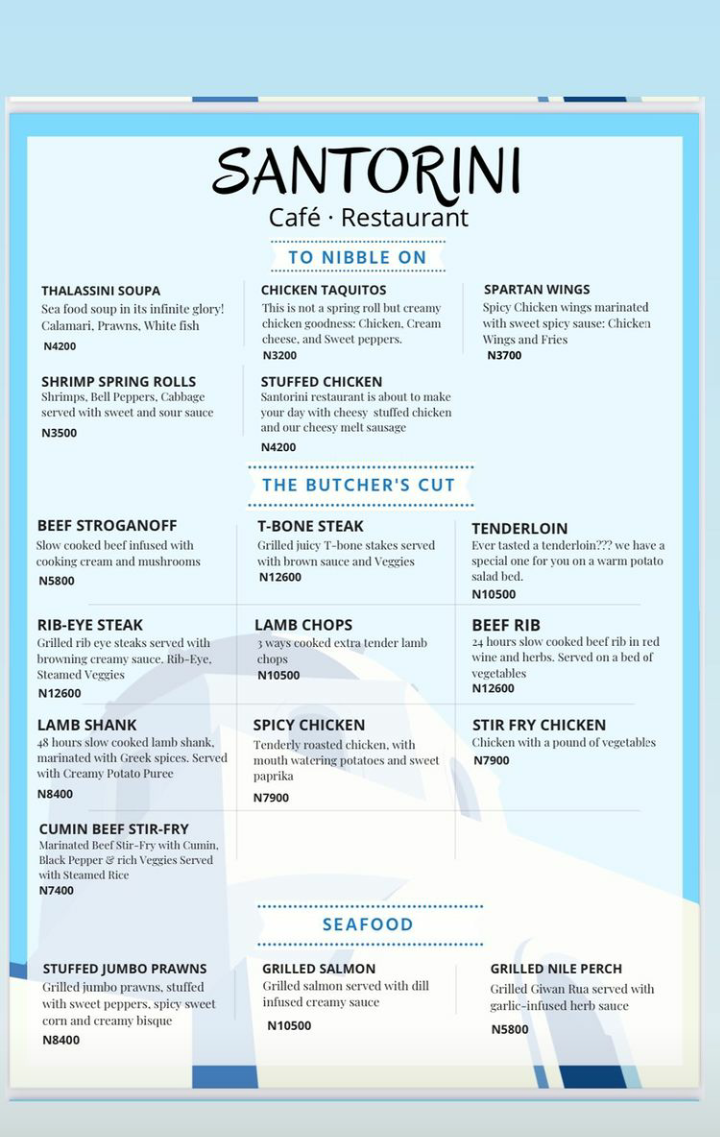 SANTORINI
Café · Restaurant
TO NIBBLE ON
THALASSINI SOUPA
Sea food soup in its infinite glory!
Calamari, Prawns, White fish
N4200
CHICKEN TAQUITOS
This is not a spring roll but creamy
chicken goodness: Chicken, Cream
cheese, and Sweet peppers.
N3200
SPARTAN WINGS
Spicy Chicken wings marinated
with sweet spicy sause: Chicken
Wings and Fries
N3700
SHRIMP SPRING ROLLS
Shrimps, Bell Peppers, Cabbage
served with sweet and sour sauce
N3500
STUFFED CHICKEN
Santorini restaurant is about to make
your day with cheesy stuffed chicken
and our cheesy melt sausage
N4200
THE BUTCHER'S CUT
BEEF STROGANOFF
Slow cooked beef infused with
cooking cream and mushrooms
N5800
T-BONE STEAK
Grilled juicy T-bone stakes served
with brown sauce and Veggies
N12600
TENDERLOIN
Ever tasted a tenderloin??? we have a
special one for you on a warm potato
salad bed.
N10500
RIB-EYE STEAK
Grilled rib eye steaks served with
browning creamy sauce. Rib-Eye,
Steamed Veggies
N12600
LAMB CHOPS
3 ways cooked extra tender lamb
chops
N10500
BEEF RIB
24 hours slow cooked beef rib in red
wine and herbs. Served on a bed of
vegetables
N12600
LAMB SHANK
48 hours slow cooked lamb shank,
marinated with Greek spices. Served
with Creamy Potato Puree
N8400
SPICY CHICKEN
Tenderly roasted chicken, with
mouth watering potatoes and sweet
paprika
N7900
STIR FRY CHICKEN
Chicken with a pound of vegetables
N7900
CUMIN BEEF STIR-FRY
Marinated Beef Stir-Fry with Cumin,
Black Pepper & rich Veggies Served
with Steamed Rice
N7400
SEAFOOD
STUFFED JUMBO PRAWNS
Grilled jumbo prawns, stuffed
with sweet peppers, spicy sweet
corn and creamy bisque
N8400
GRILLED SALMON
Grilled salmon served with dill
infused creamy sauce
N10500
GRILLED NILE PERCH
Grilled Giwan Rua served with
garlic-infused herb sauce
N5800